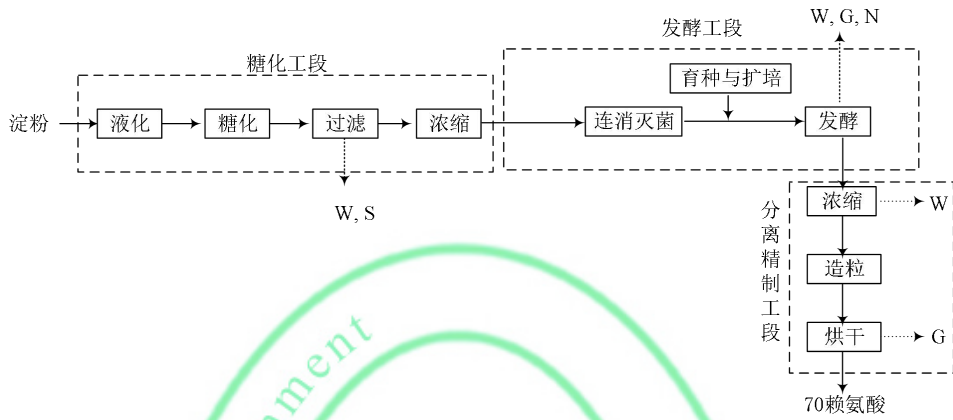 W, G, N
发酵工段
糖化工段
育种与扩培
淀粉
液化
糖化
过滤
浓缩
连消灭菌
发酵
W, S
分离精制工段
浓缩
W
造粒
烘干
G
70赖氨酸
nment